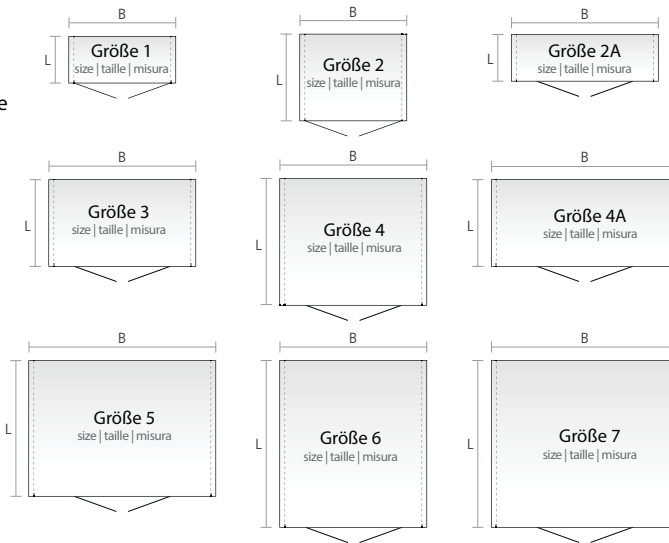 B
L
Größe 1
size | taille | misura
B
L
Größe 2
size | taille | misura
B
L
Größe 2A
size | taille | misura
e
B
L
Größe 3
size | taille | misura
B
L
Größe 4
size | taille | misura
B
L
Größe 4A
size | taille | misura
B
L
Größe 5
size | taille | misura
B
L
Größe 6
size | taille | misura
B
L
Größe 7
size | taille | misura